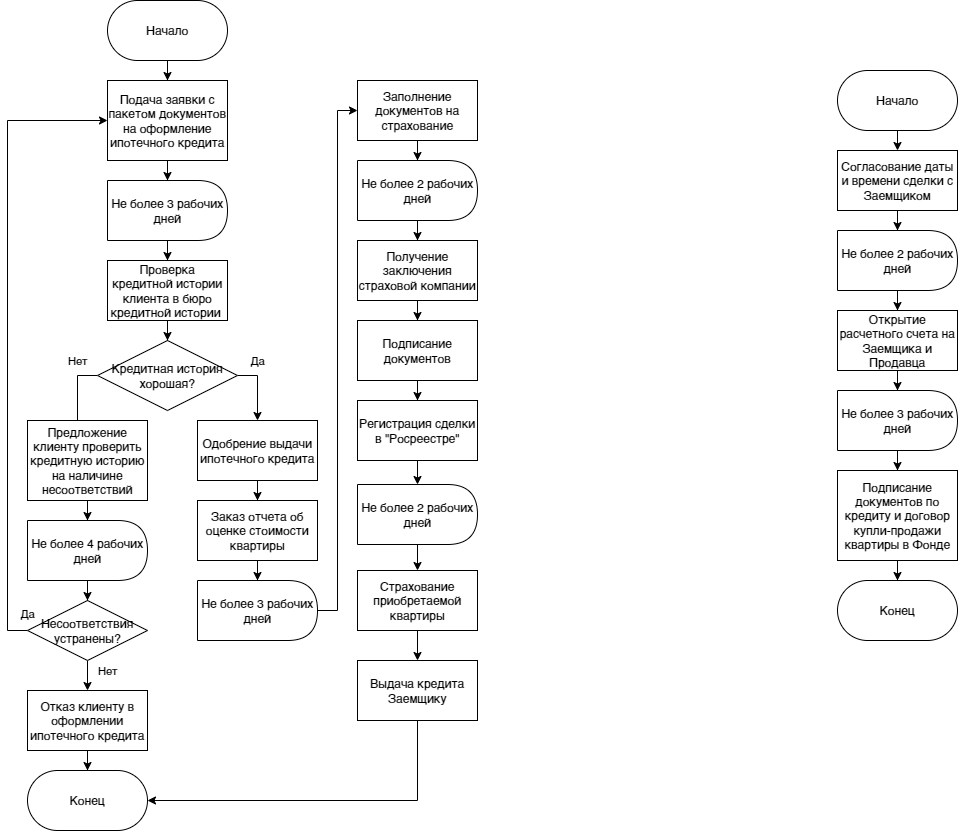 Начало
Подача заявки с
пакетом документов
на оформление
ипотечного кредита
Не более 3 рабочих
дней
Проверка
кредитной истории
клиента в бюро
кредитной истории
Кредитная история
хорошая?
Нет
Да
Предложение
клиенту проверить
кредитную историю
на наличине
несоответствий
Не более 4 рабочих
дней
Несоответствия
устранены?
Да
Нет
Отказ клиенту в
оформлении
ипотечного кредита
Конец
Одобрение выдачи
ипотечного кредита
Заказ отчета об
оценке стоимости
квартиры
Не более 3 рабочих
дней
Заполнение
документов на
страхование
Не более 2 рабочих
дней
Получение
заключения
страховой компании
Подписание
документов
Регистрация сделки
в "Росреестре"
Не более 2 рабочих
дней
Страхование
приобретаемой
квартиры
Выдача кредита
Заемщику
Начало
Согласование даты
и времени сделки с
Заемщиком
Не более 2 рабочих
дней
Открытие
расчетного счета на
Заемщика и
Продавца
Не более 3 рабочих
дней
Подписание
документов по
кредиту и договор
купли-продажи
квартиры в Фонде
Конец